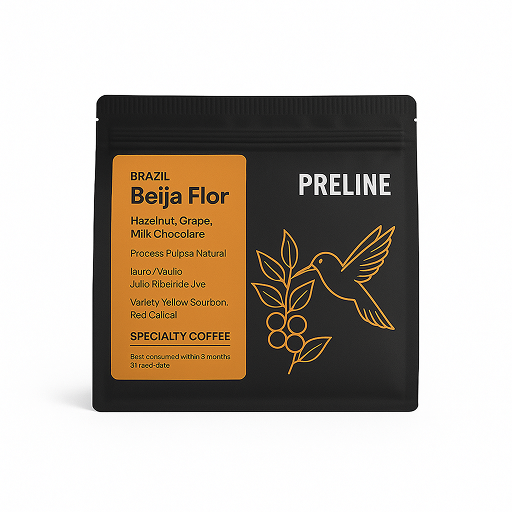 BRAZIL
Beija Flor
Hazelnut, Grape,
Milk Chocolare
Process Pulpsa Natural
Iauro/Vaulio
Julio Ribeiride Jve
Variety Yellow Sourbon.
Red Calical
SPECIALTY COFFEE
Best consumed within 3 months
31 raed-date
PRELINE